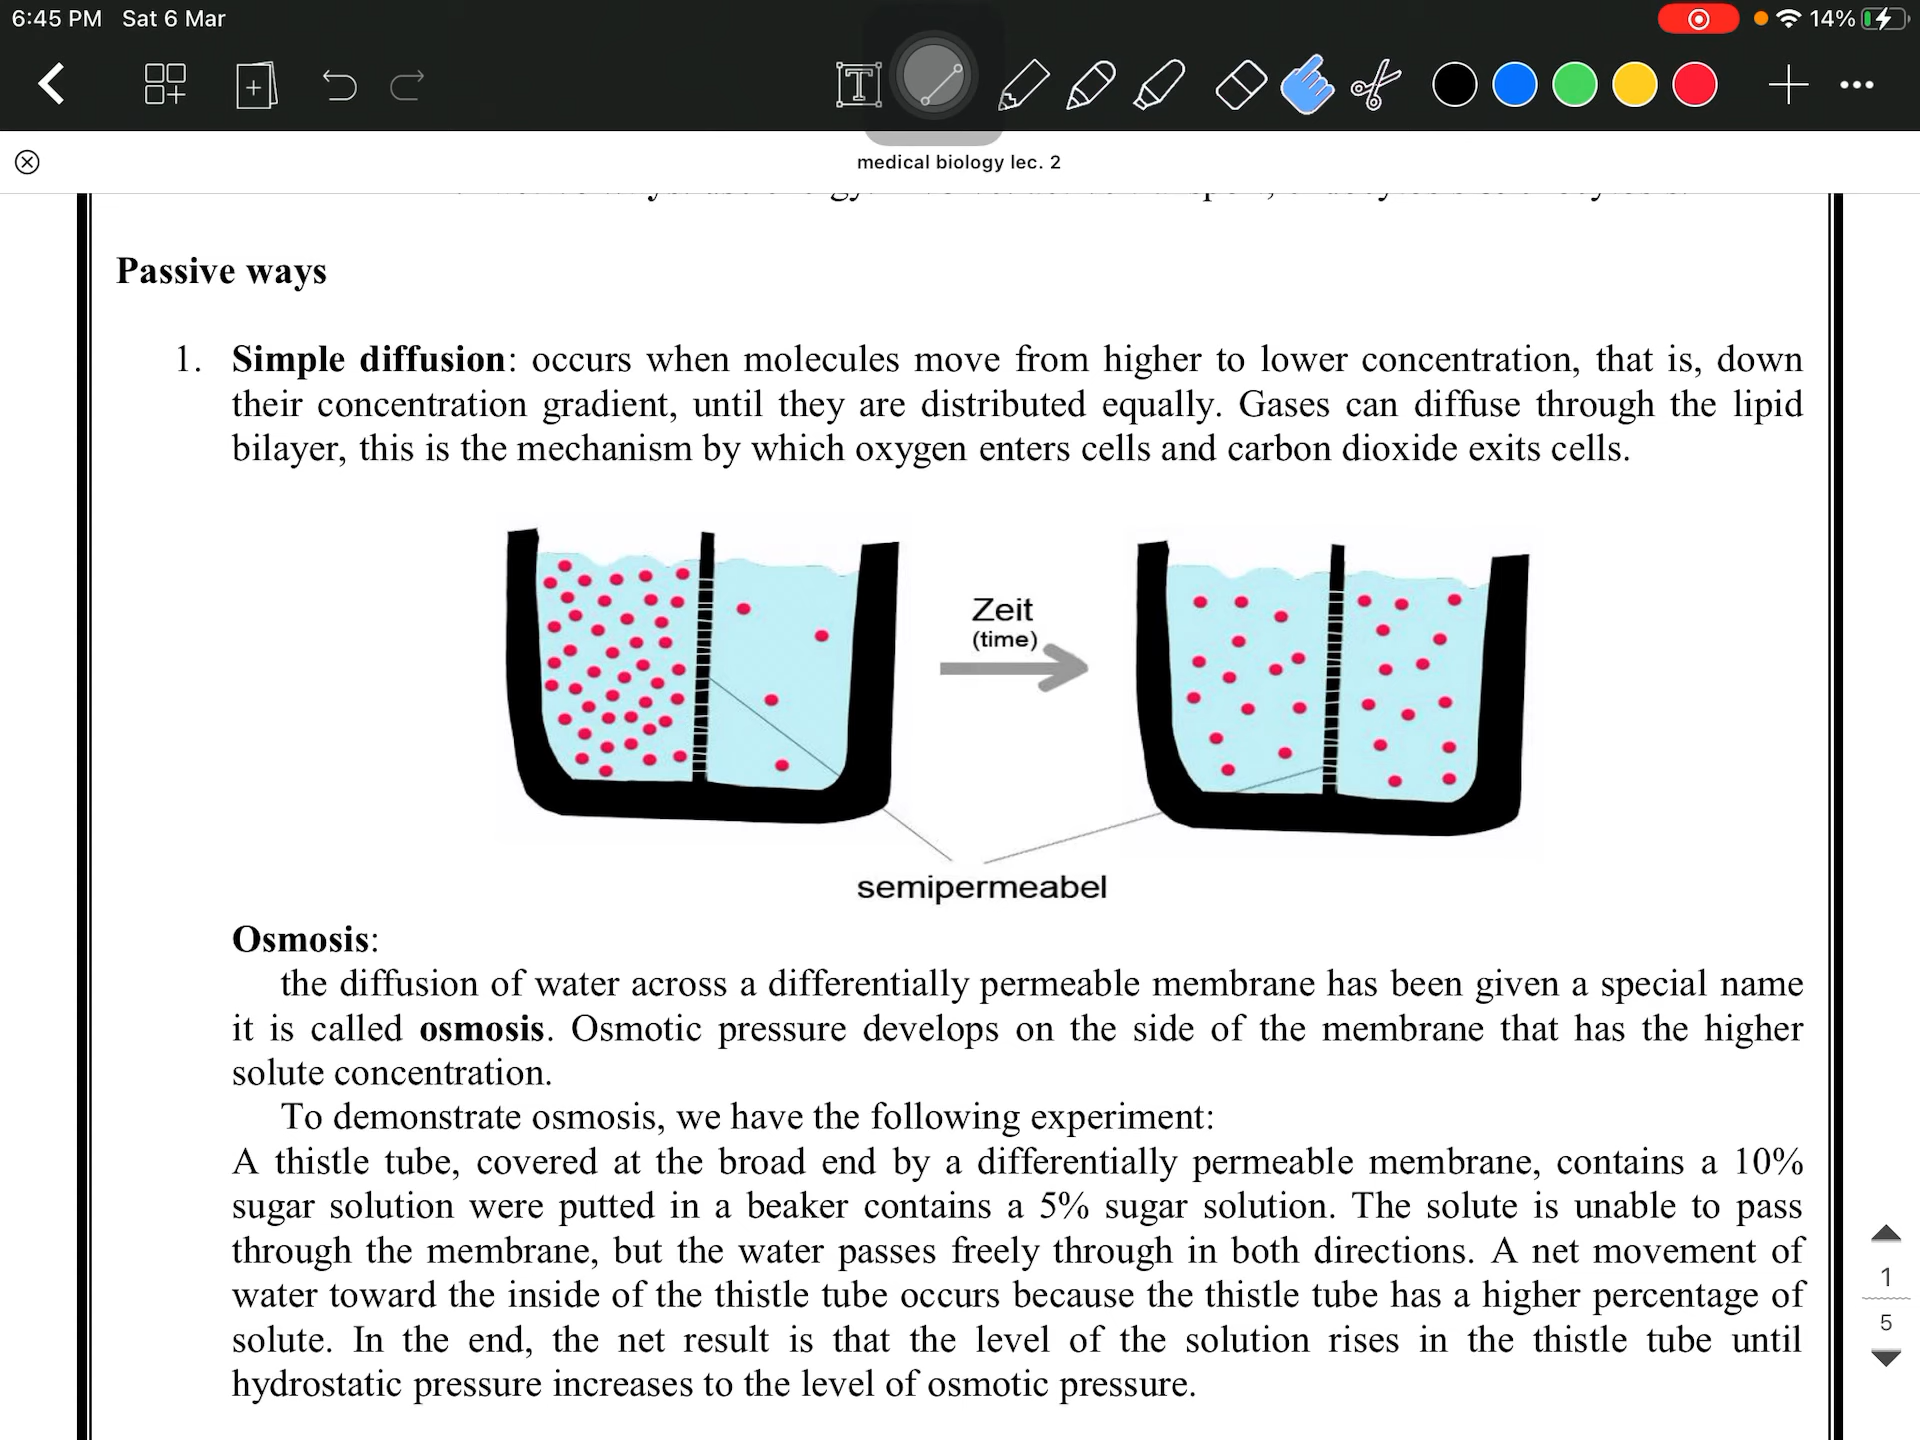 6:45 PM Sat 6 Mar
14%
T
medical biology lec. 2
Passive ways
1. Simple diffusion: occurs when molecules move from higher to lower concentration, that is, down
their concentration gradient, until they are distributed equally. Gases can diffuse through the lipid
bilayer, this is the mechanism by which oxygen enters cells and carbon dioxide exits cells.
Zeit
(time)
semipermeabel
Osmosis:
the diffusion of water across a differentially permeable membrane has been given a special name
it is called osmosis. Osmotic pressure develops on the side of the membrane that has the higher
solute concentration.
To demonstrate osmosis, we have the following experiment:
A thistle tube, covered at the broad end by a differentially permeable membrane, contains a 10%
sugar solution were putted in a beaker contains a 5% sugar solution. The solute is unable to pass
through the membrane, but the water passes freely through in both directions. A net movement of
water toward the inside of the thistle tube occurs because the thistle tube has a higher percentage of
solute. In the end, the net result is that the level of the solution rises in the thistle tube until
hydrostatic pressure increases to the level of osmotic pressure.
1
5